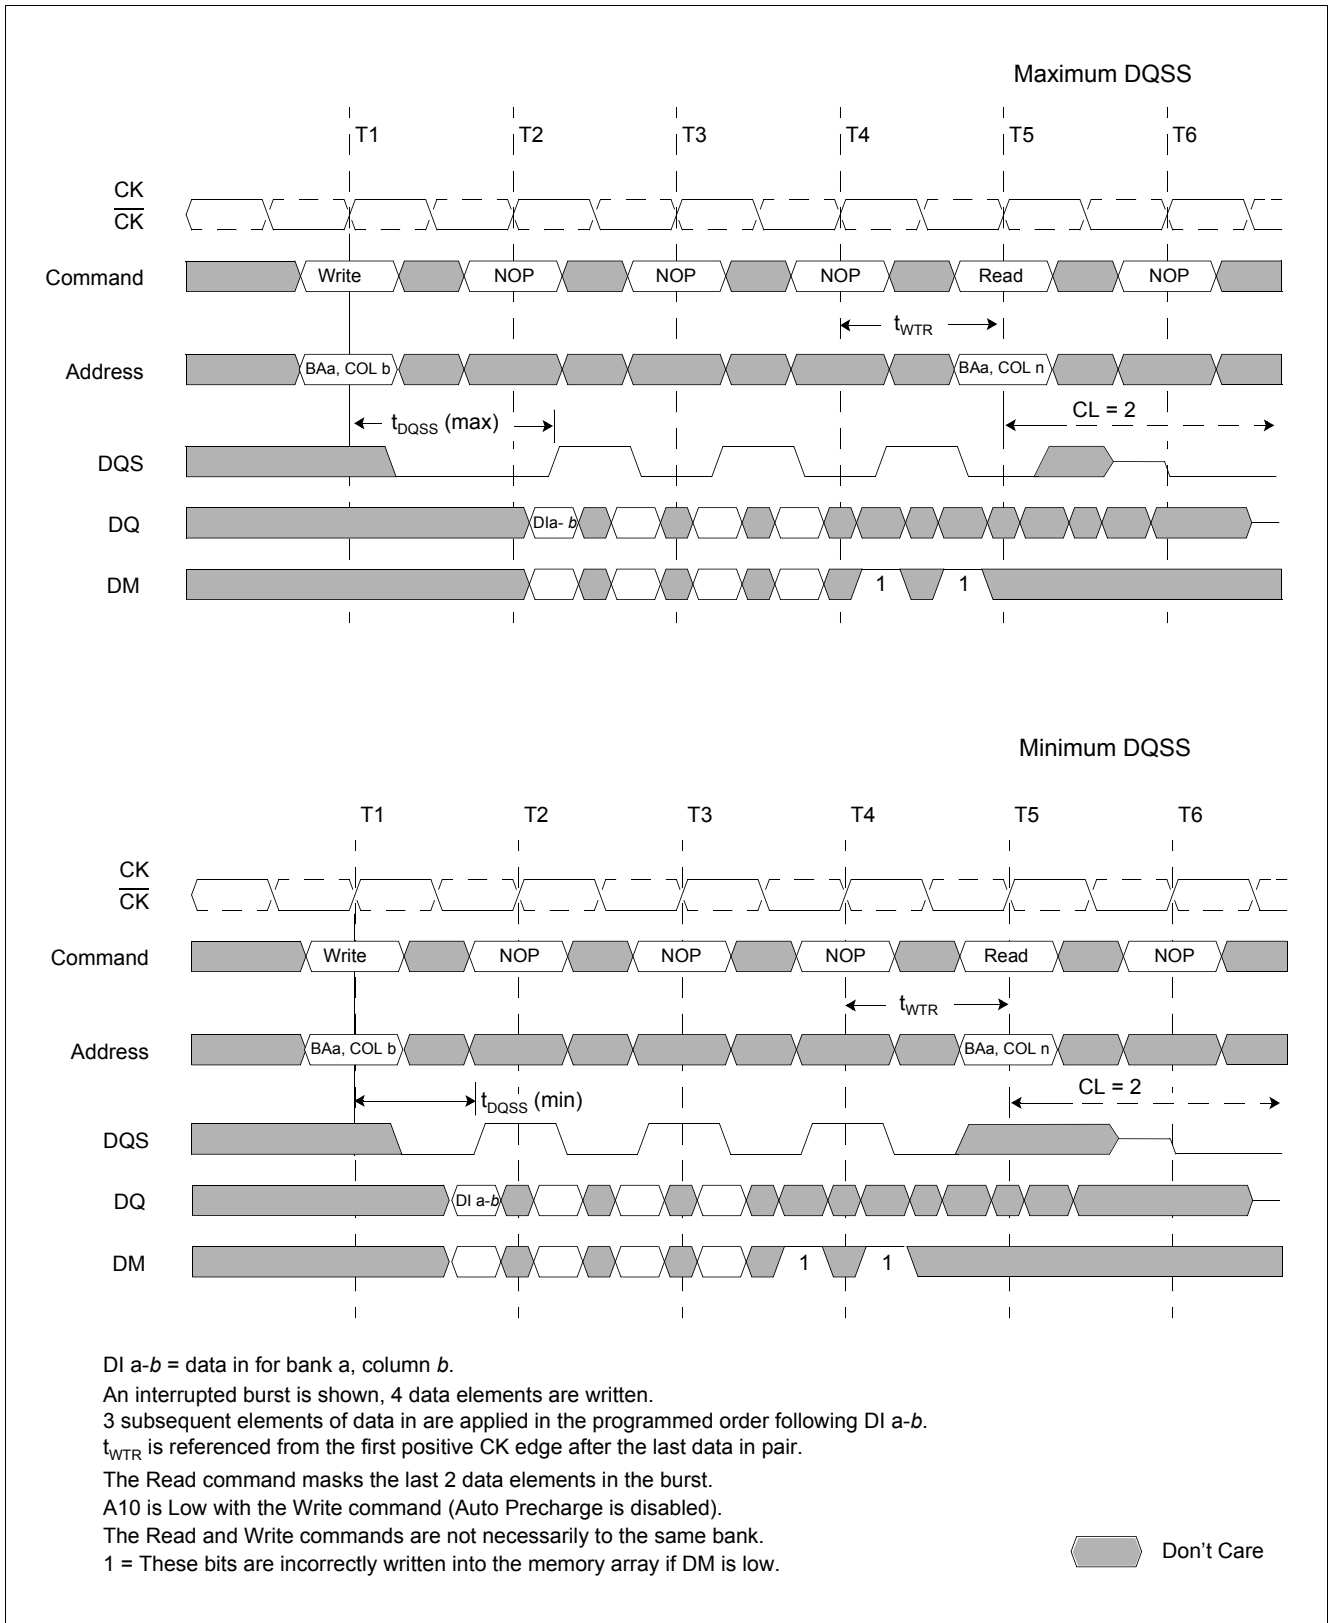 Maximum DQSS
T1 T2 T3 T4 T5 T6
CK
CK
Command Write NOP NOP NOP Read NOP
tWTR
Address BAa, COL b BAa, COL n
tDQSS (max) CL = 2
DQS
DQ DIa- b
DM 1 1
Minimum DQSS
T1 T2 T3 T4 T5 T6
CK
CK
Command Write NOP NOP NOP Read NOP
tWTR
Address BAa, COL b BAa, COL n
tDQSS (min) CL = 2
DQS
DQ DI a-b
DM 1 1
DI a-b = data in for bank a, column b.
An interrupted burst is shown, 4 data elements are written.
3 subsequent elements of data in are applied in the programmed order following DI a-b.
tWTR is referenced from the first positive CK edge after the last data in pair.
The Read command masks the last 2 data elements in the burst.
A10 is Low with the Write command (Auto Precharge is disabled).
The Read and Write commands are not necessarily to the same bank.
1 = These bits are incorrectly written into the memory array if DM is low.
Don't Care